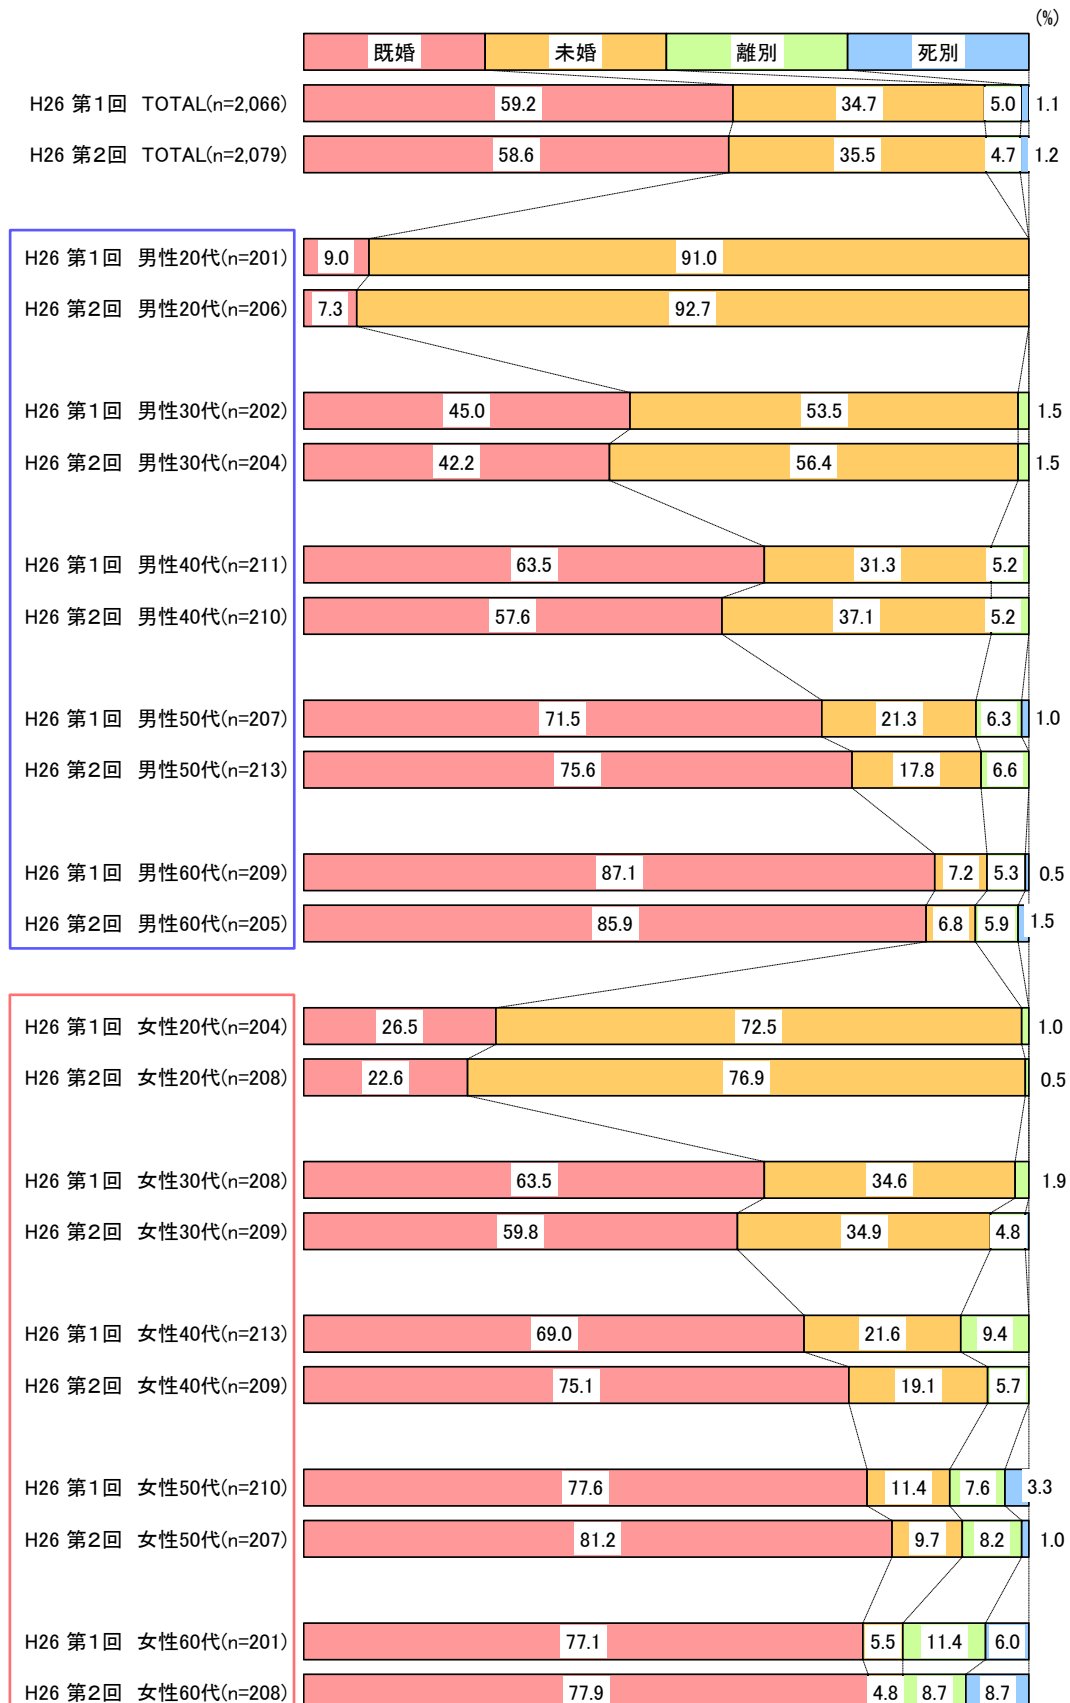 (%)
既婚 未婚 離別 死別
H26 第1回 TOTAL(n=2,066) 59.2 34.7 5.0 1.1
H26 第2回 TOTAL(n=2,079) 58.6 35.5 4.7 1.2
H26 第1回 男性20代(n=201) 9.0 91.0
H26 第2回 男性20代(n=206) 7.3 92.7
H26 第1回 男性30代(n=202) 45.0 53.5 1.5
H26 第2回 男性30代(n=204) 42.2 56.4 1.5
H26 第1回 男性40代(n=211) 63.5 31.3 5.2
H26 第2回 男性40代(n=210) 57.6 37.1 5.2
H26 第1回 男性50代(n=207) 71.5 21.3 6.3 1.0
H26 第2回 男性50代(n=213) 75.6 17.8 6.6
H26 第1回 男性60代(n=209) 87.1 7.2 5.3 0.5
H26 第2回 男性60代(n=205) 85.9 6.8 5.9 1.5
H26 第1回 女性20代(n=204) 26.5 72.5 1.0
H26 第2回 女性20代(n=208) 22.6 76.9 0.5
H26 第1回 女性30代(n=208) 63.5 34.6 1.9
H26 第2回 女性30代(n=209) 59.8 34.9 4.8
H26 第1回 女性40代(n=213) 69.0 21.6 9.4
H26 第2回 女性40代(n=209) 75.1 19.1 5.7
H26 第1回 女性50代(n=210) 77.6 11.4 7.6 3.3
H26 第2回 女性50代(n=207) 81.2 9.7 8.2 1.0
H26 第1回 女性60代(n=201) 77.1 5.5 11.4 6.0
H26 第2回 女性60代(n=208) 77.9 4.8 8.7 8.7